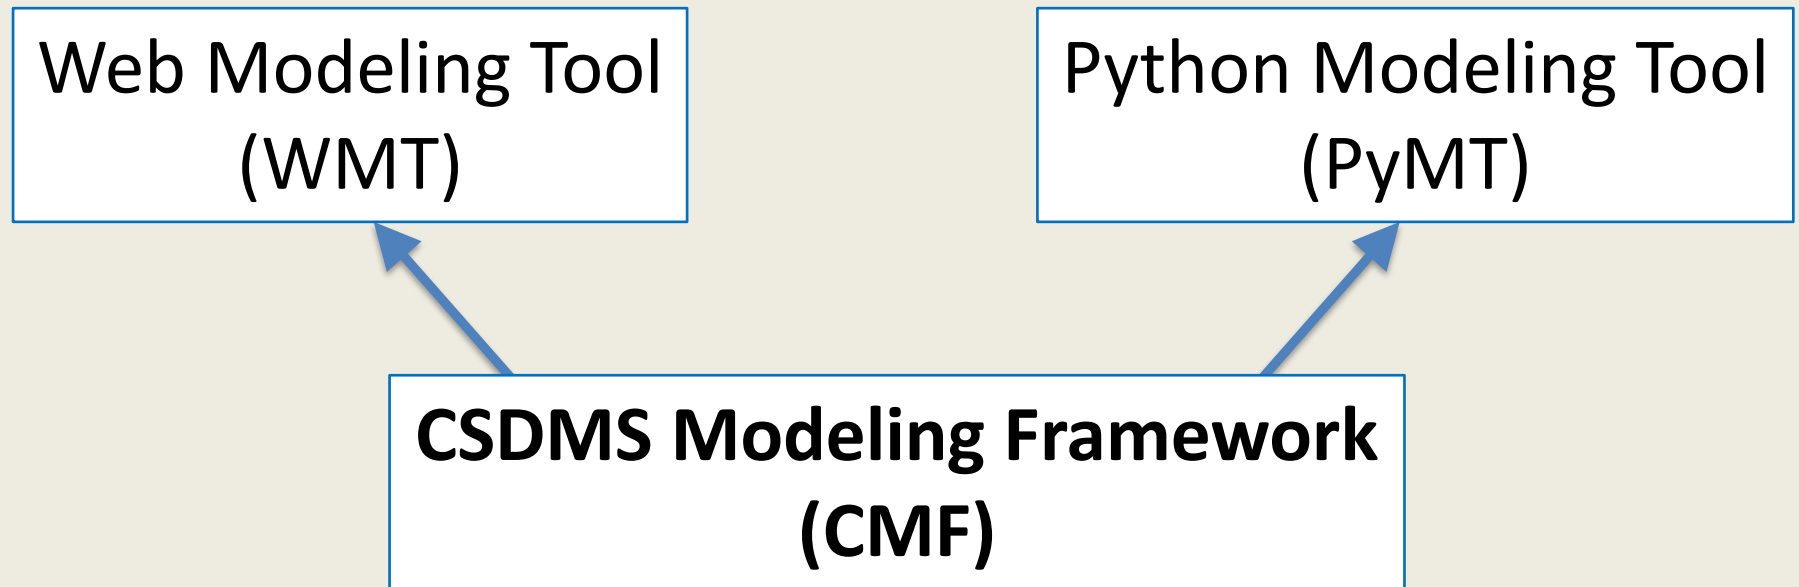 Web Modeling Tool
(WMT)
Python Modeling Tool
(PyMT)
CSDMS Modeling Framework
(CMF)